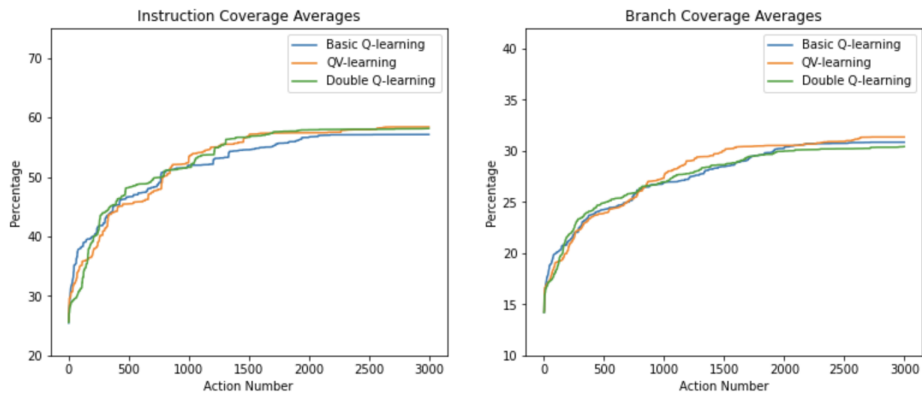 Instruction Coverage Averages
Percentage
70
60
50
40
30
20
Basic Q-learning
QV-learning
Double Q-learning
0 500 1000 1500 2000 2500 3000
Action Number
Branch Coverage Averages
Percentage
40
35
30
25
20
15
10
Basic Q-learning
QV-learning
Double Q-learning
0 500 1000 1500 2000 2500 3000
Action Number